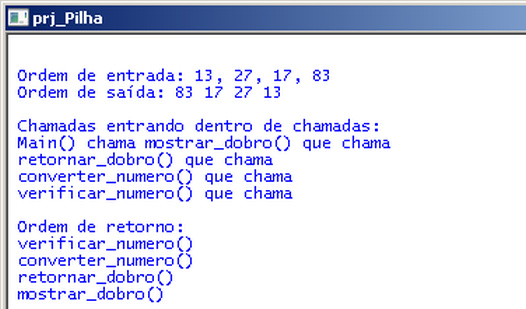 prj_Pilha
Ordem de entrada: 13, 27, 17, 83
Ordem de saída: 83 17 27 13
Chamadas entrando dentro de chamadas:
Main() chama mostrar_dobro() que chama
retornar_dobro() que chama
converter_numero() que chama
verificar_numero() que chama
Ordem de retorno:
verificar_numero()
converter_numero()
retornar_dobro()
mostrar_dobro()